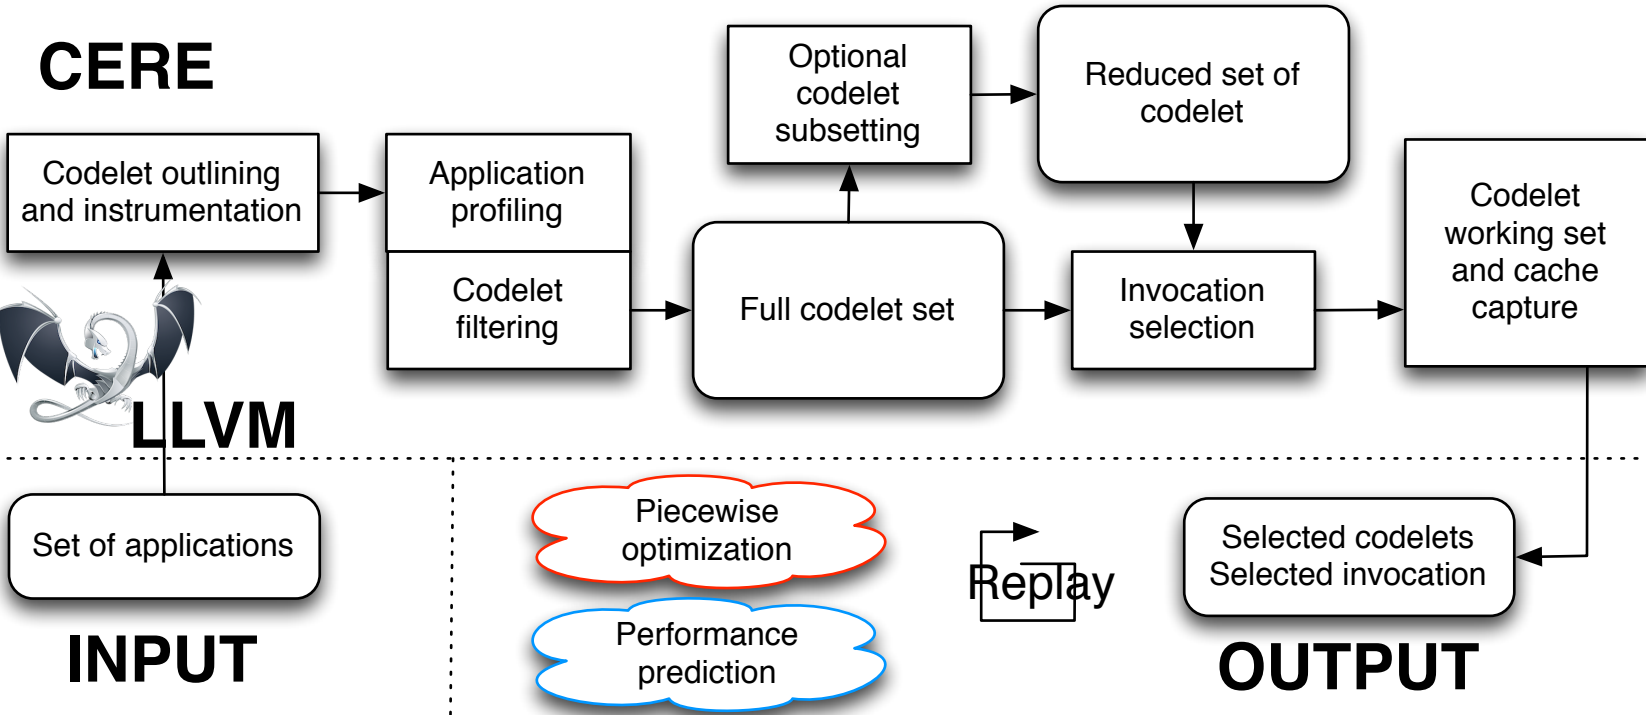 CERE
Codelet outlining
and instrumentation
Application
profiling
Codelet
filtering
Optional
codelet
subsetting
Reduced set of
codelet
Full codelet set
Invocation
selection
Codelet
working set
and cache
capture
LLVM
Set of applications
INPUT
Piecewise
optimization
Performance
prediction
Replay
Selected codelets
Selected invocation
OUTPUT